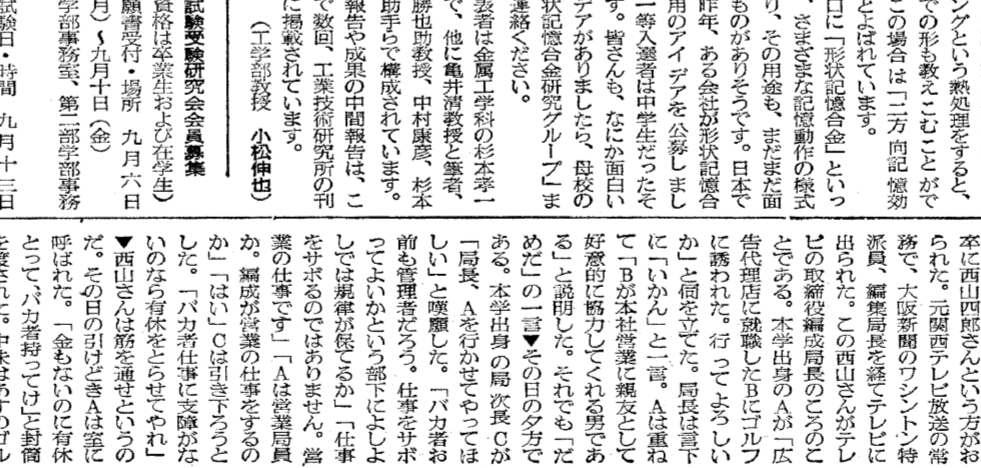 ングという熱処理をすると、
での形も教えこむことがで
この場合は「二方向記憶効
とよばれています。
口に「形状記憶合金」といっ
、さまざまな記憶動作の様式
り、その用途も、まだまだ面
ものがありそうです。日本で
昨年、ある会社が形状記憶合
用のアイデアを公募しまし
一等入選者は中学生だったそ
す。皆さんも、なにか面白い
デアがありましたら、母校の
状記憶合金研究グループ」ま
連絡ください。
表者は金属工学科の杉本孝一
で、他に亀井清教授と筆者、
勝也助教授、中村康彦、杉本
助手らで構成されています。
報告や成果の中間報告は、こ
で数回、工業技術研究所の刊
に掲載されています。
(工学部教授 小松伸也)
試験受験研究会会員募集
資格は卒業生および在学生)
願書受付・場所 九月六日
月)〜九月十日(金)
学部事務室、第二部学部事務
試験日・時間 九月十三日
卒に西山四郎さんという方がお
られた。元関西テレビ放送の常
務で、大阪新聞のワシントン特
派員、編集局長を経てテレビに
出られた。この西山さんがテレ
ビの取締役編成局長のころのこ
とである。本学出身のAが「広
告代理店に就職したBにゴルフ
に誘われた。行ってよろしい
か」と伺を立てた。局長は言下
に「いかん」と一言。Aは重ね
て「Bが本社営業に親友として
好意的に協力してくれる男であ
る」と説明した。それでも「だ
めだ」の一言▼その日の夕方で
ある。本学出身の局次長Cが
「局長、Aを行かせてやってほ
しい」と嘆願した。「バカ者お
前も管理者だろう。仕事をサボ
ってよいかという部下によしよ
しでは規律が保てるか」「仕事
をサボるのではありません。営
業の仕事です」「Aは営業局員
か。編成が営業の仕事をするの
か」「はい」Cは引き下ろうと
した。「バカ者仕事に支障がな
いのなら有休をとらせてやれ」
▼西山さんは筋を通せというの
だ。その日の引けどきAは室に
呼ばれた。「金もないのに有休
とって、バカ者持ってけ」と封筒
を渡された。中味はあすのゴル